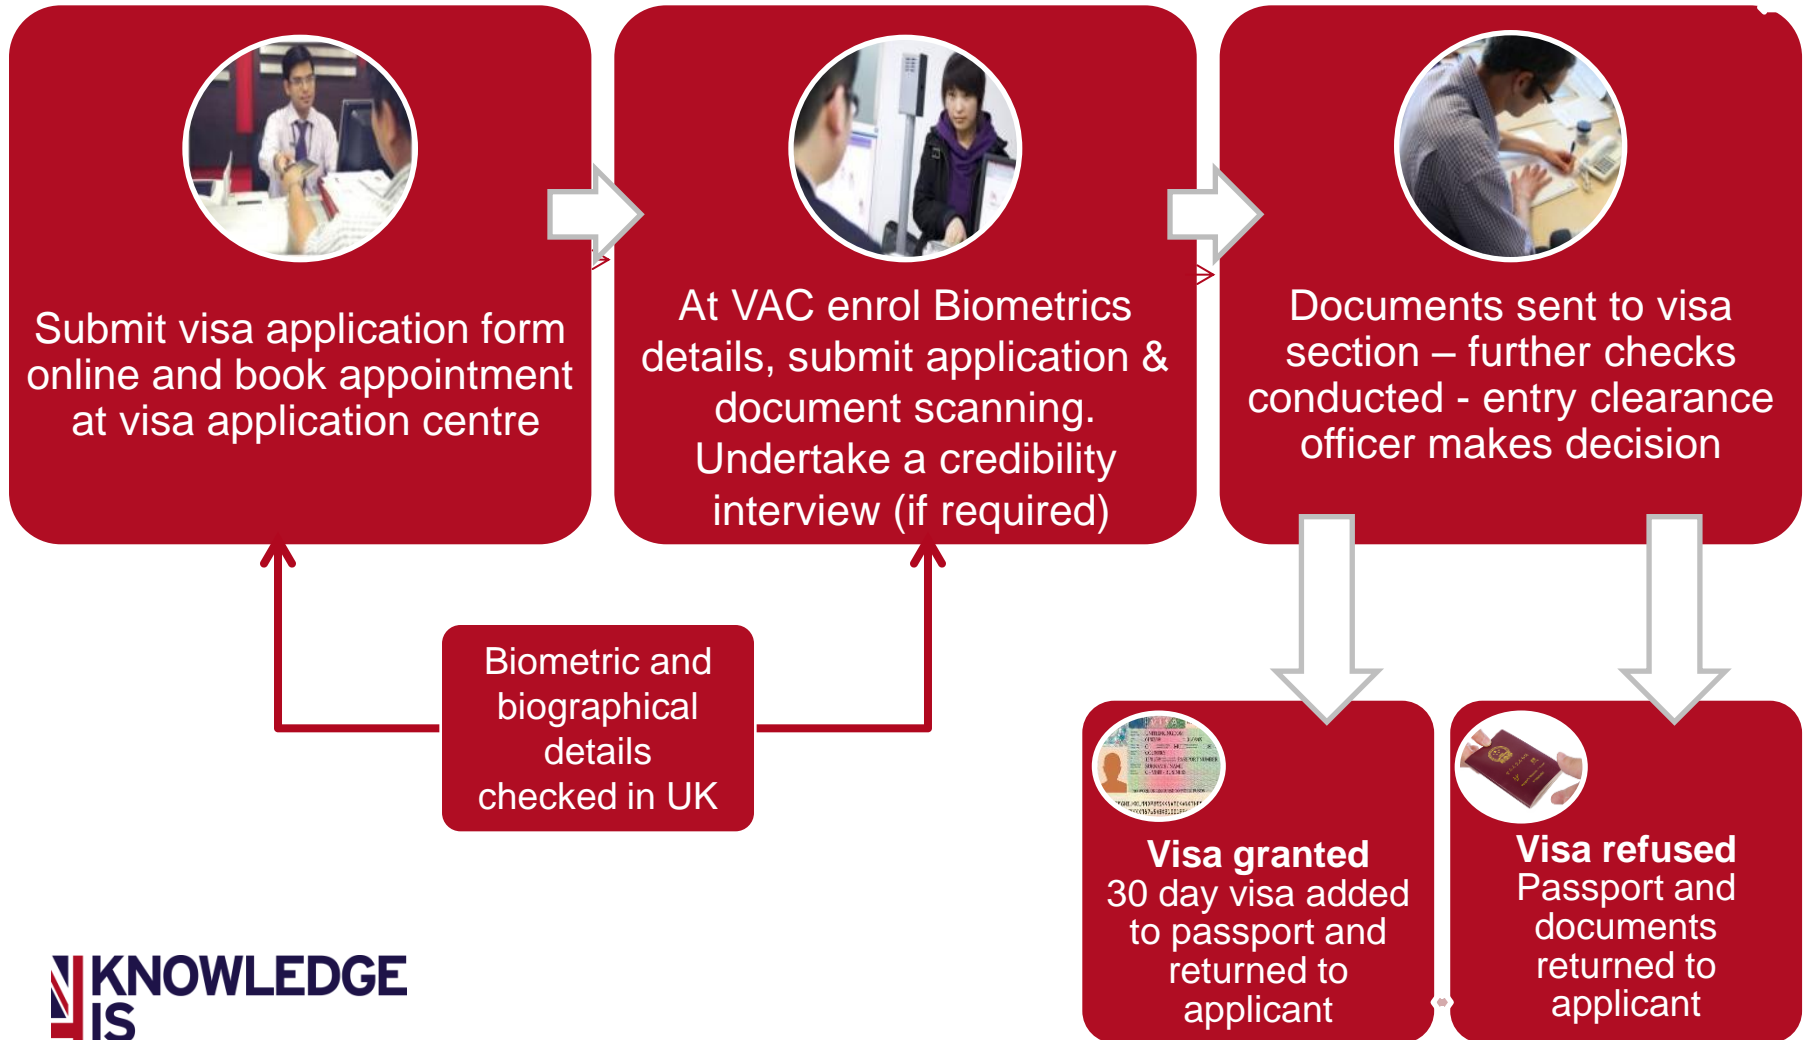 Submit visa application form
online and book appointment
at visa application centre
At VAC enrol Biometrics
details, submit application &
document scanning.
Undertake a credibility
interview (if required)
Documents sent to visa
section – further checks
conducted - entry clearance
officer makes decision
Biometric and
biographical
details
checked in UK
Visa granted
30 day visa added
to passport and
returned to
applicant
Visa refused
Passport and
documents
returned to
applicant
KNOWLEDGE
IS